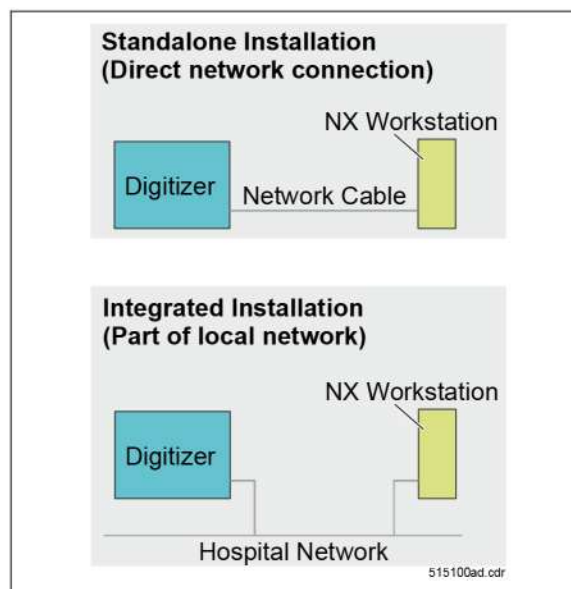 Standalone Installation
(Direct network connection)
NX Workstation
Digitizer
Network Cable
Integrated Installation
(Part of local network)
NX Workstation
Digitizer
Hospital Network
515100ad.cdr